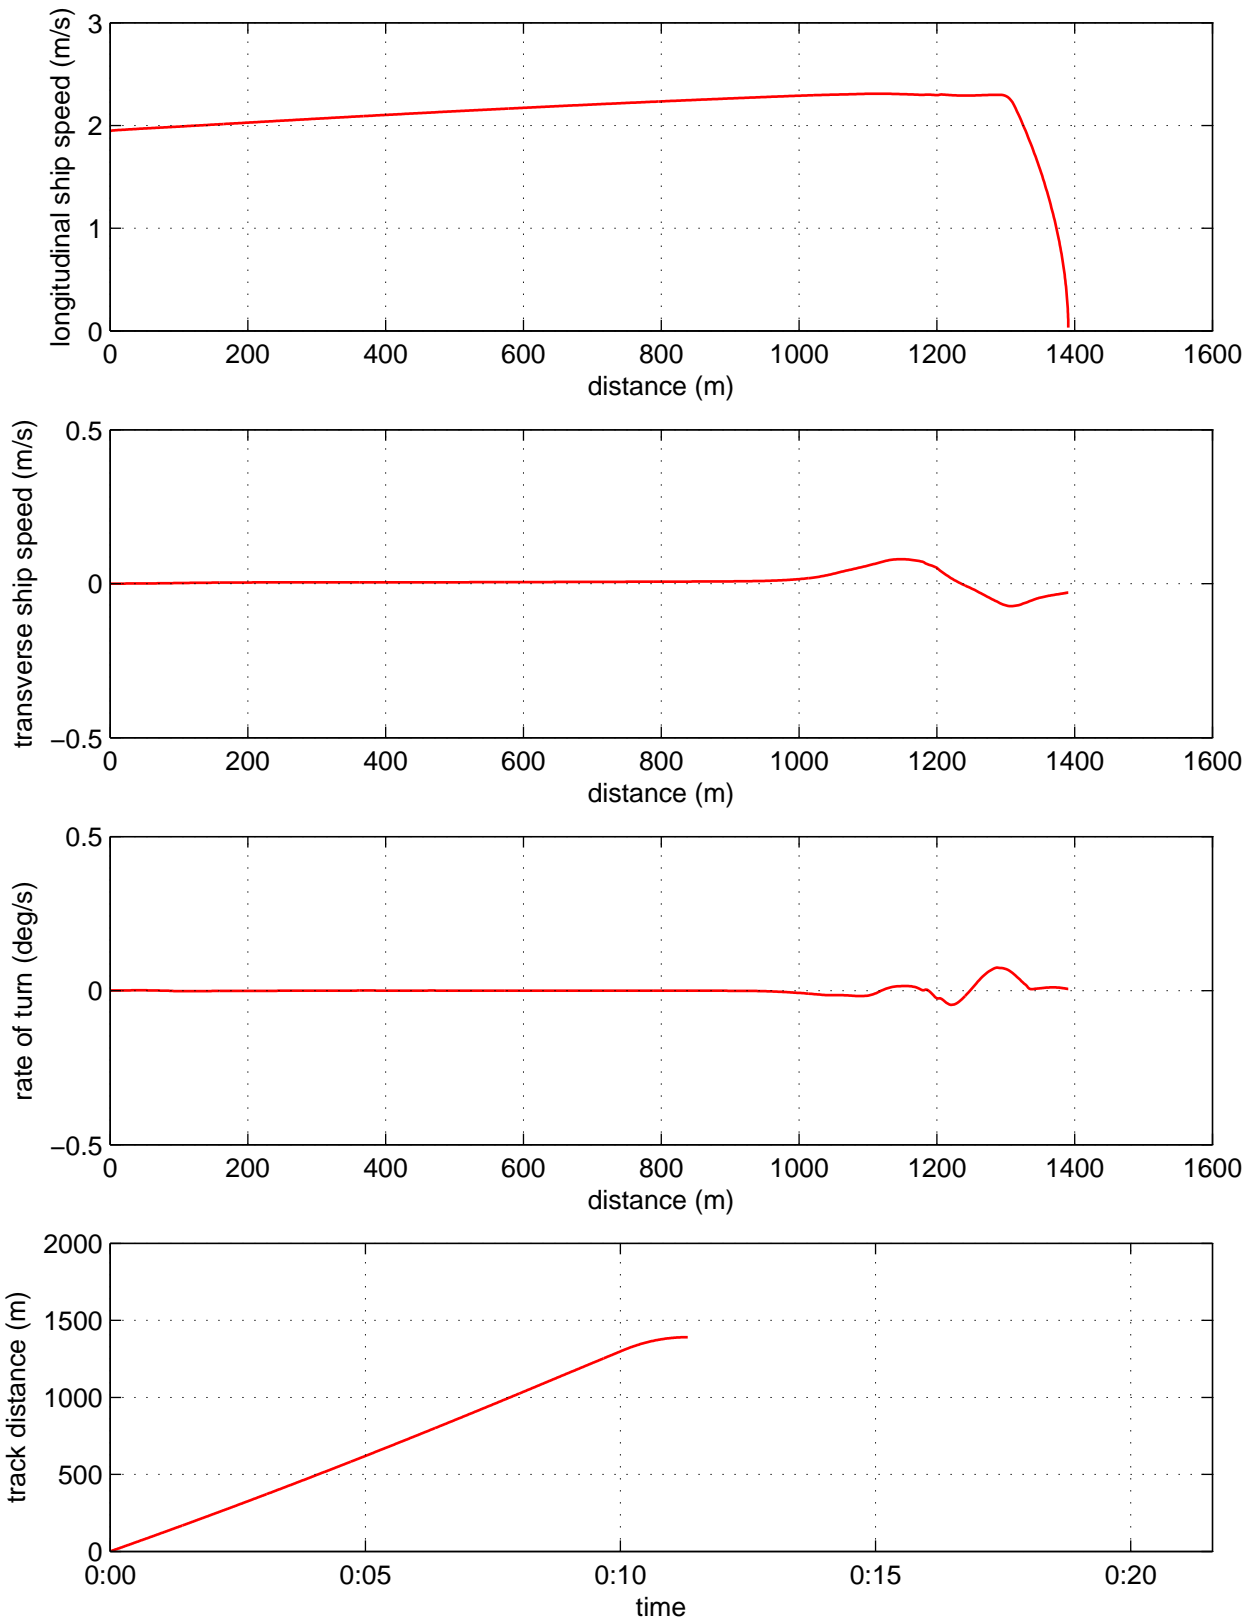 longitudinal ship speed (m/s)
3
2
1
0
0 200 400 600 800 1000 1200 1400 1600
distance (m)
transverse ship speed (m/s)
0.5
0
−0.5
0 200 400 600 800 1000 1200 1400 1600
distance (m)
rate of turn (deg/s)
0.5
0
−0.5
0 200 400 600 800 1000 1200 1400 1600
distance (m)
track distance (m)
2000
1500
1000
500
0
0:00 0:05 0:10 0:15 0:20
time